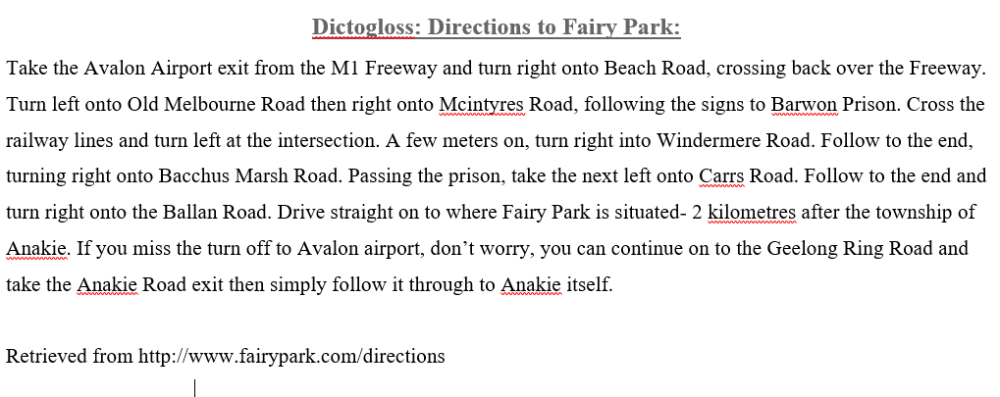 Dictogloss: Directions to Fairy Park:
Take the Avalon Airport exit from the M1 Freeway and turn right onto Beach Road, crossing back over the Freeway.
Turn left onto Old Melbourne Road then right onto Mcintyres Road, following the signs to Barwon Prison. Cross the
railway lines and turn left at the intersection. A few meters on, turn right into Windermere Road. Follow to the end,
turning right onto Bacchus Marsh Road. Passing the prison, take the next left onto Carrs Road. Follow to the end and
turn right onto the Ballan Road. Drive straight on to where Fairy Park is situated- 2 kilometres after the township of
Anakie. If you miss the turn off to Avalon airport, don’t worry, you can continue on to the Geelong Ring Road and
take the Anakie Road exit then simply follow it through to Anakie itself.
Retrieved from http://www.fairypark.com/directions